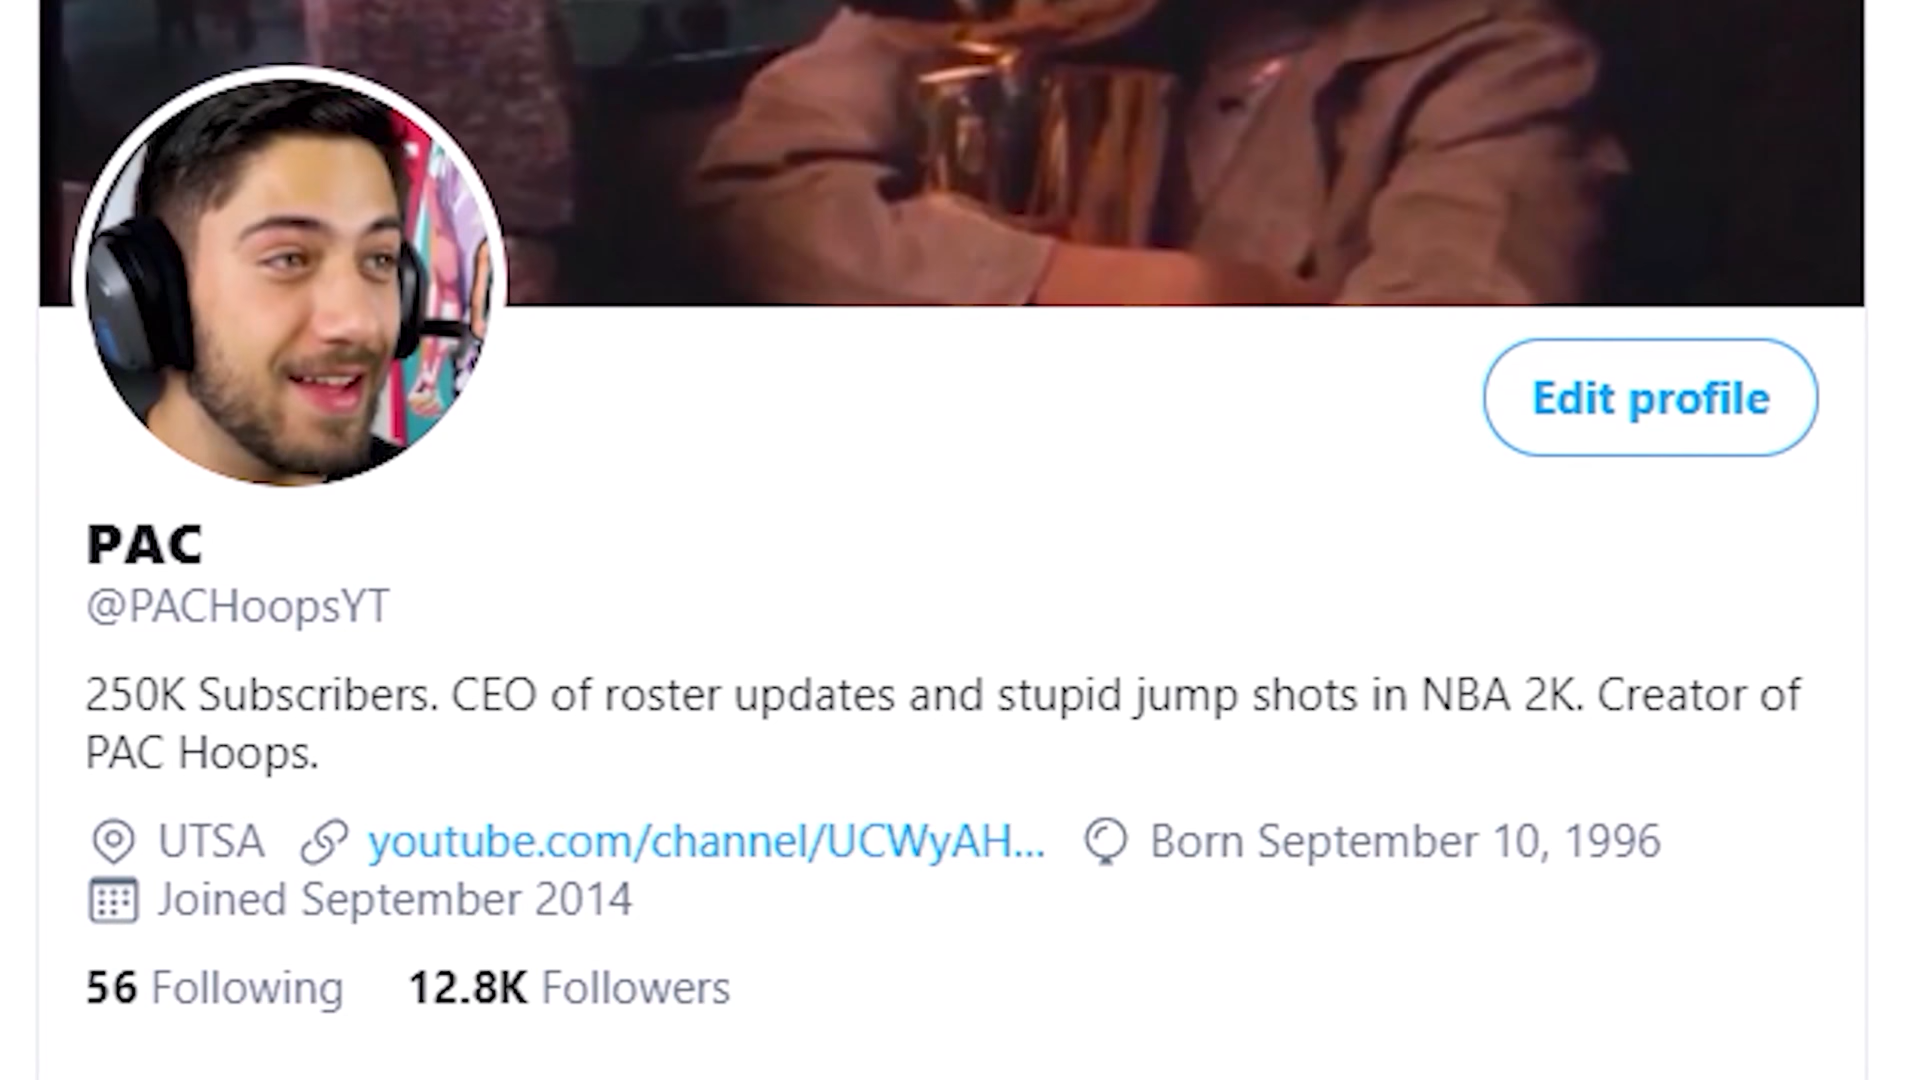 Edit profile
PAC
@PACHoopsYT
250K Subscribers. CEO of roster updates and stupid jump shots in NBA 2K. Creator of
PAC Hoops.
UTSA youtube.com/channel/UCWyAH... Born September 10, 1996
Joined September 2014
56 Following 12.8K Followers